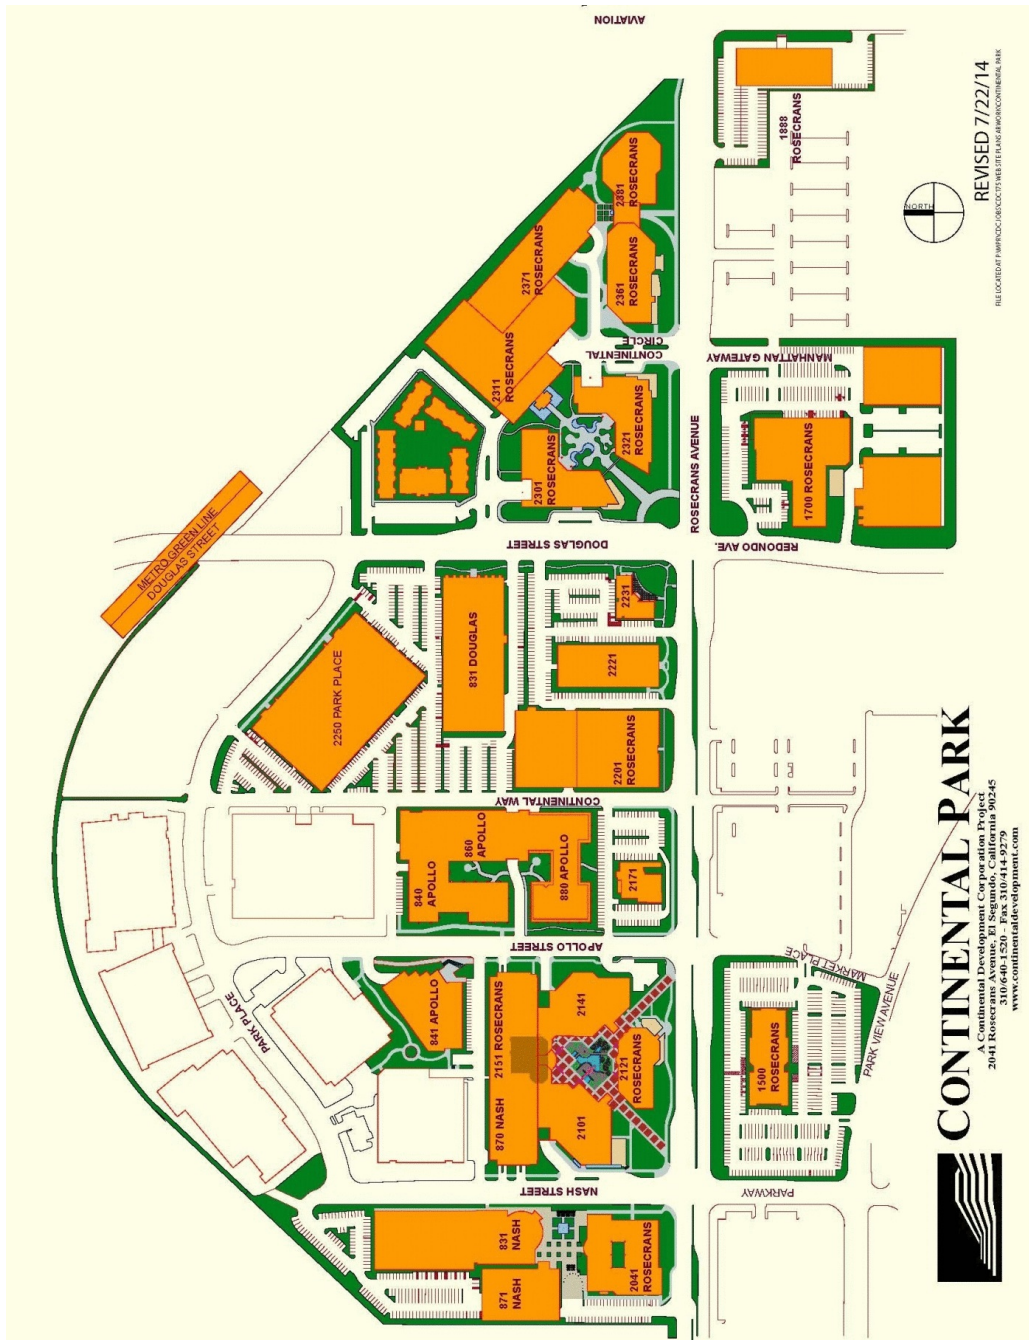 AVIATION
1888
ROSECRANS
REVISED 7/22/14
NORTH
2381
ROSECRANS
2371
ROSECRANS
2361
ROSECRANS
2311
ROSECRANS
CONTINENTAL
CIRCLE
MANHATTAN GATEWAY
2321
ROSECRANS
2301
ROSECRANS
ROSECRANS AVENUE
1700 ROSECRANS
METRO GREEN LINE
DOUGLAS STREET
DOUGLAS STREET
REDONDO AVE.
2231
831 DOUGLAS
2221
2250 PARK PLACE
2201
ROSECRANS
CONTINENTAL WAY
860
APOLLO
840
APOLLO
880 APOLLO
2171
APOLLO STREET
MARKET PLACE
PARK VIEW AVENUE
PARK PLACE
841 APOLLO
2151 ROSECRANS
870 NASH
2141
2121
ROSECRANS
2101
1500
ROSECRANS
NASH STREET
PARKWAY
831
NASH
871
NASH
2041
ROSECRANS
CONTINENTAL PARK
A Continental Development Corporation Project
2041 Rosecrans Avenue, El Segundo, California 90245
310/640-1520 - Fax 310/414-9279
www.continentaldevelopment.com